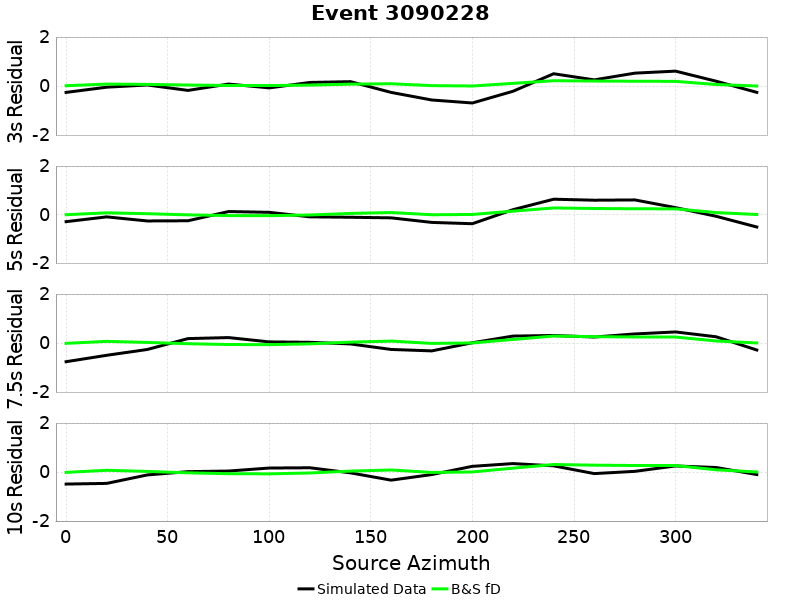 Event 3090228
3s Residual
2
0
-2
5s Residual
2
0
-2
7.5s Residual
2
0
-2
10s Residual
2
0
-2
0 50 100 150 200 250 300
Source Azimuth
Simulated Data B&S fD